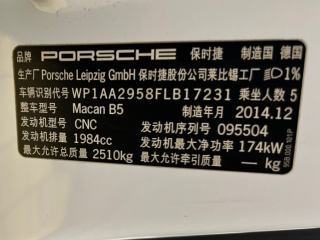 品牌 PORSCHE 保时捷 制造国 德国
生产厂 Porsche Leipzig GmbH 保时捷股份公司莱比锡工厂 1%
车辆识别代号 WP1AA2958FLB17231 乘坐人数 5
整车型号 Macan B5 制造年月 2014.12
发动机型号 CNC 发动机号 095504
发动机排量 1984cc 发动机最大净功率 174kW
最大允许总质量 2510kg 最大允许牵引质量 — kg
95B.000.101.P